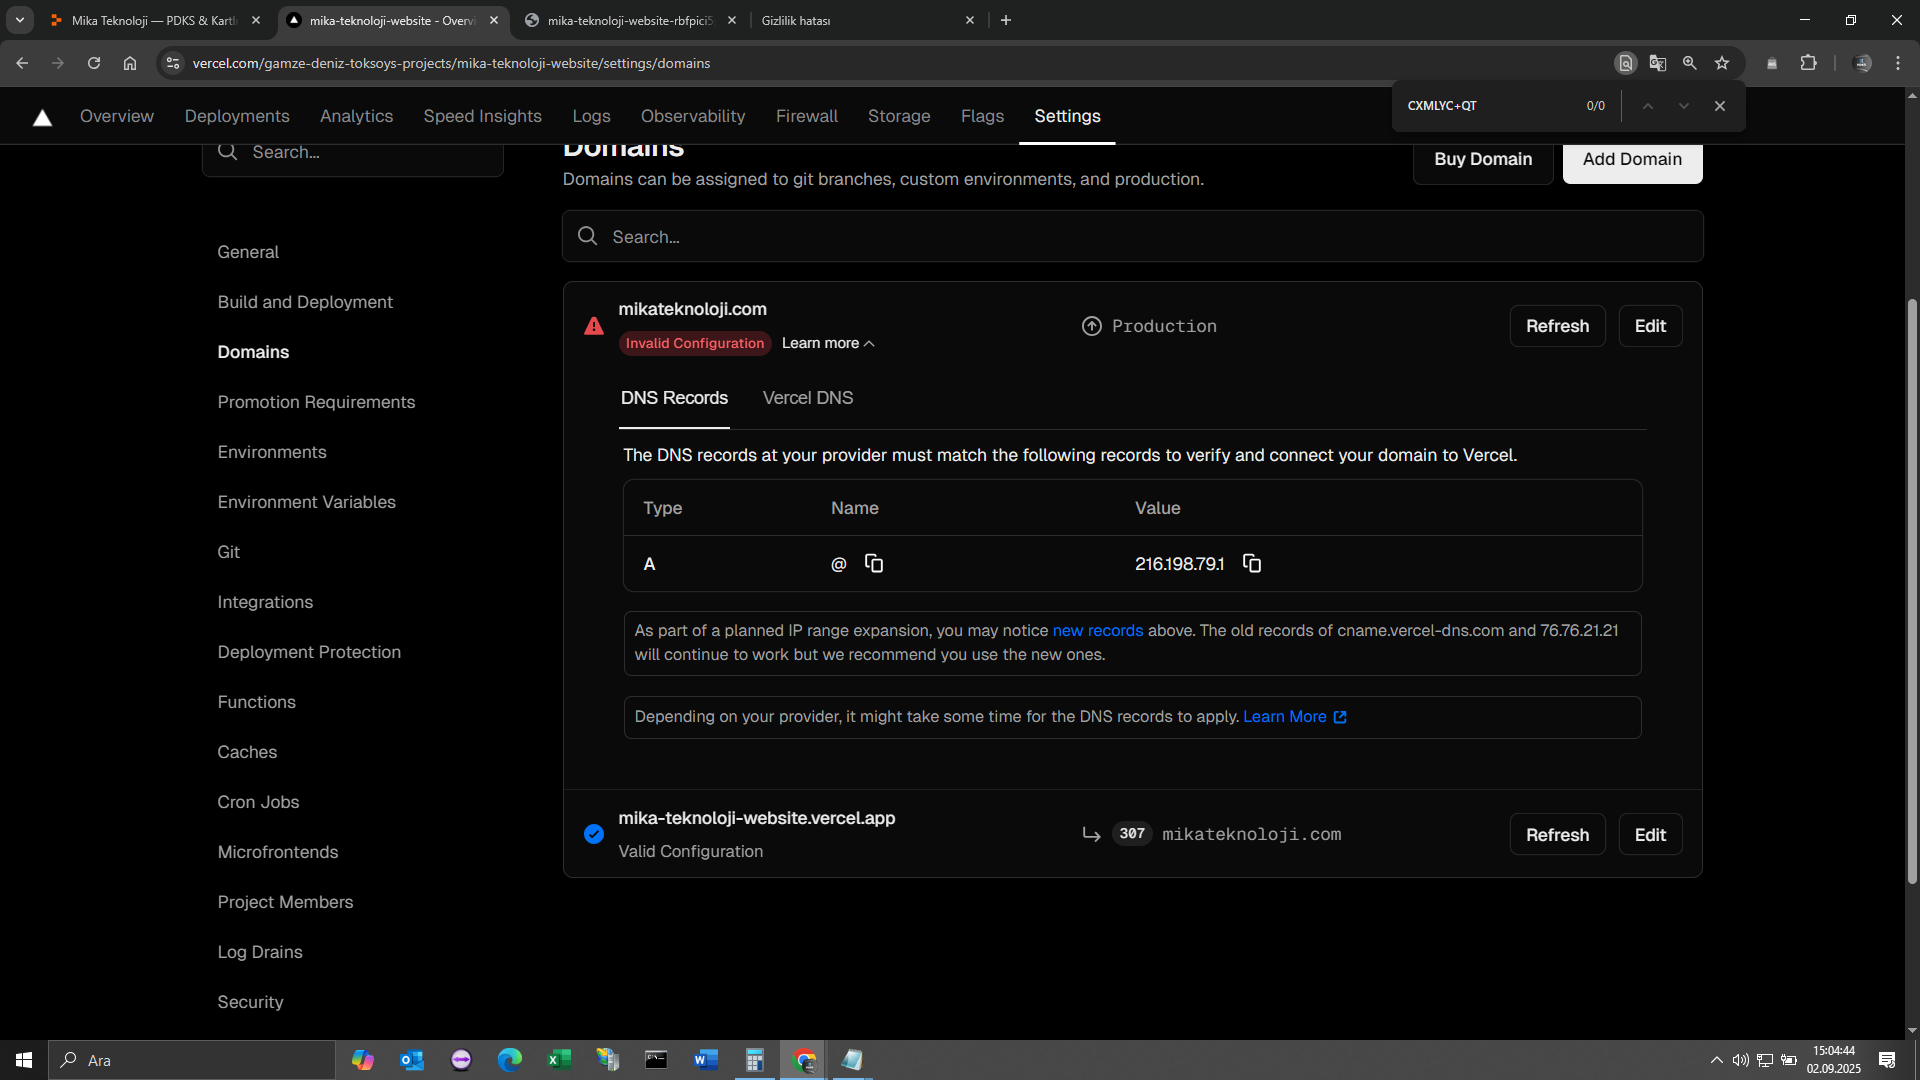 Mika Teknoloji — PDKS & Kartl
mika-teknoloji-website - Overvi
mika-teknoloji-website-rbfpici5
Gizlilik hatası
vercel.com/gamze-deniz-toksoys-projects/mika-teknoloji-website/settings/domains
CXMLYC+QT
0/0
Overview
Deployments
Analytics
Speed Insights
Logs
Observability
Firewall
Storage
Flags
Settings
Search...
Domains
Domains can be assigned to git branches, custom environments, and production.
Buy Domain
Add Domain
Search...
General
Build and Deployment
Domains
Promotion Requirements
Environments
Environment Variables
Git
Integrations
Deployment Protection
Functions
Caches
Cron Jobs
Microfrontends
Project Members
Log Drains
Security
mikateknoloji.com
Invalid Configuration
Learn more
Production
Refresh
Edit
DNS Records
Vercel DNS
The DNS records at your provider must match the following records to verify and connect your domain to Vercel.
Type Name Value
A @ 216.198.79.1
As part of a planned IP range expansion, you may notice new records above. The old records of cname.vercel-dns.com and 76.76.21.21
will continue to work but we recommend you use the new ones.
Depending on your provider, it might take some time for the DNS records to apply. Learn More
mika-teknoloji-website.vercel.app
Valid Configuration
307 mikateknoloji.com
Refresh
Edit
Ara
15:04:44
02.09.2025